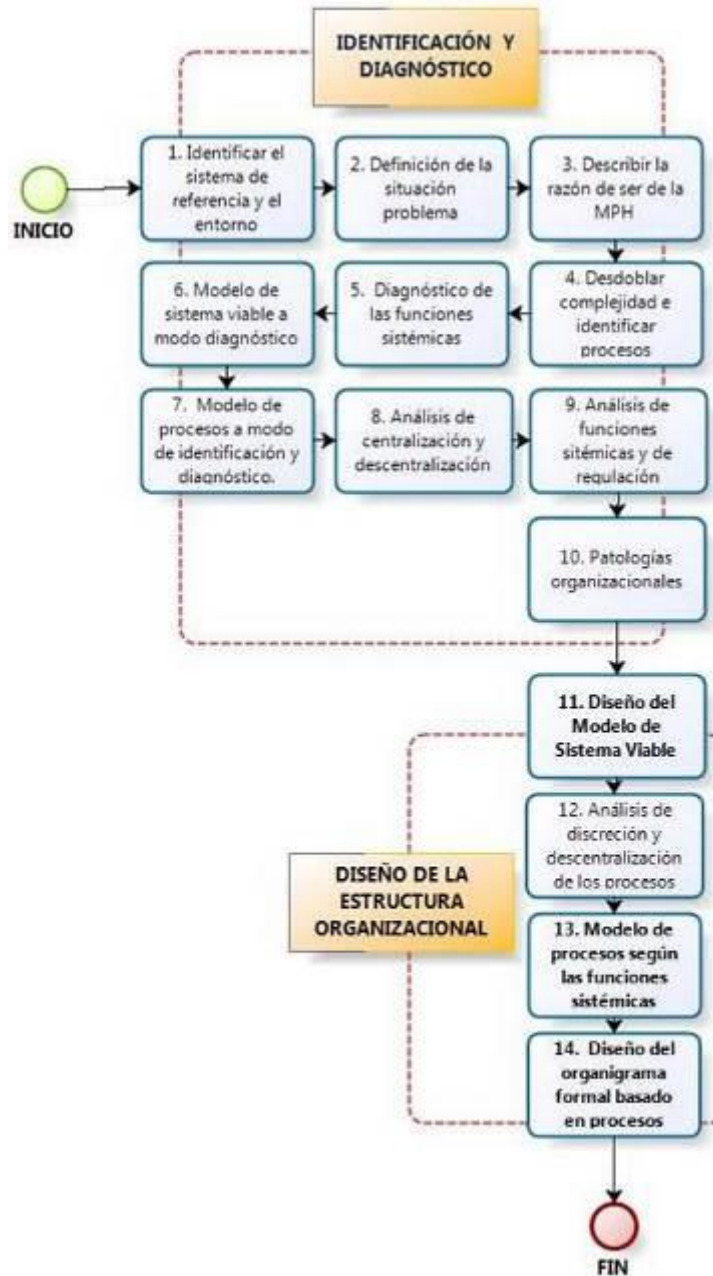 IDENTIFICACIÓN Y
DIAGNÓSTICO
INICIO
1. Identificar el
sistema de
referencia y el
entorno
2. Definición de la
situación
problema
3. Describir la
razón de ser de la
MPH
4. Desdoblar
complejidad e
identificar
procesos
5. Diagnóstico de
las funciones
sistémicas
6. Modelo de
sistema viable a
modo diagnóstico
7. Modelo de
procesos a modo
de identificación y
diagnóstico.
8. Análisis de
centralización y
descentralización
9. Análisis de
funciones
sitémicas y de
regulación
10. Patologías
organizacionales
11. Diseño del
Modelo de
Sistema Viable
12. Análisis de
discreción y
descentralización
de los procesos
DISEÑO DE LA
ESTRUCTURA
ORGANIZACIONAL
13. Modelo de
procesos según
las funciones
sistémicas
14. Diseño del
organigrama
formal basado
en procesos
FIN